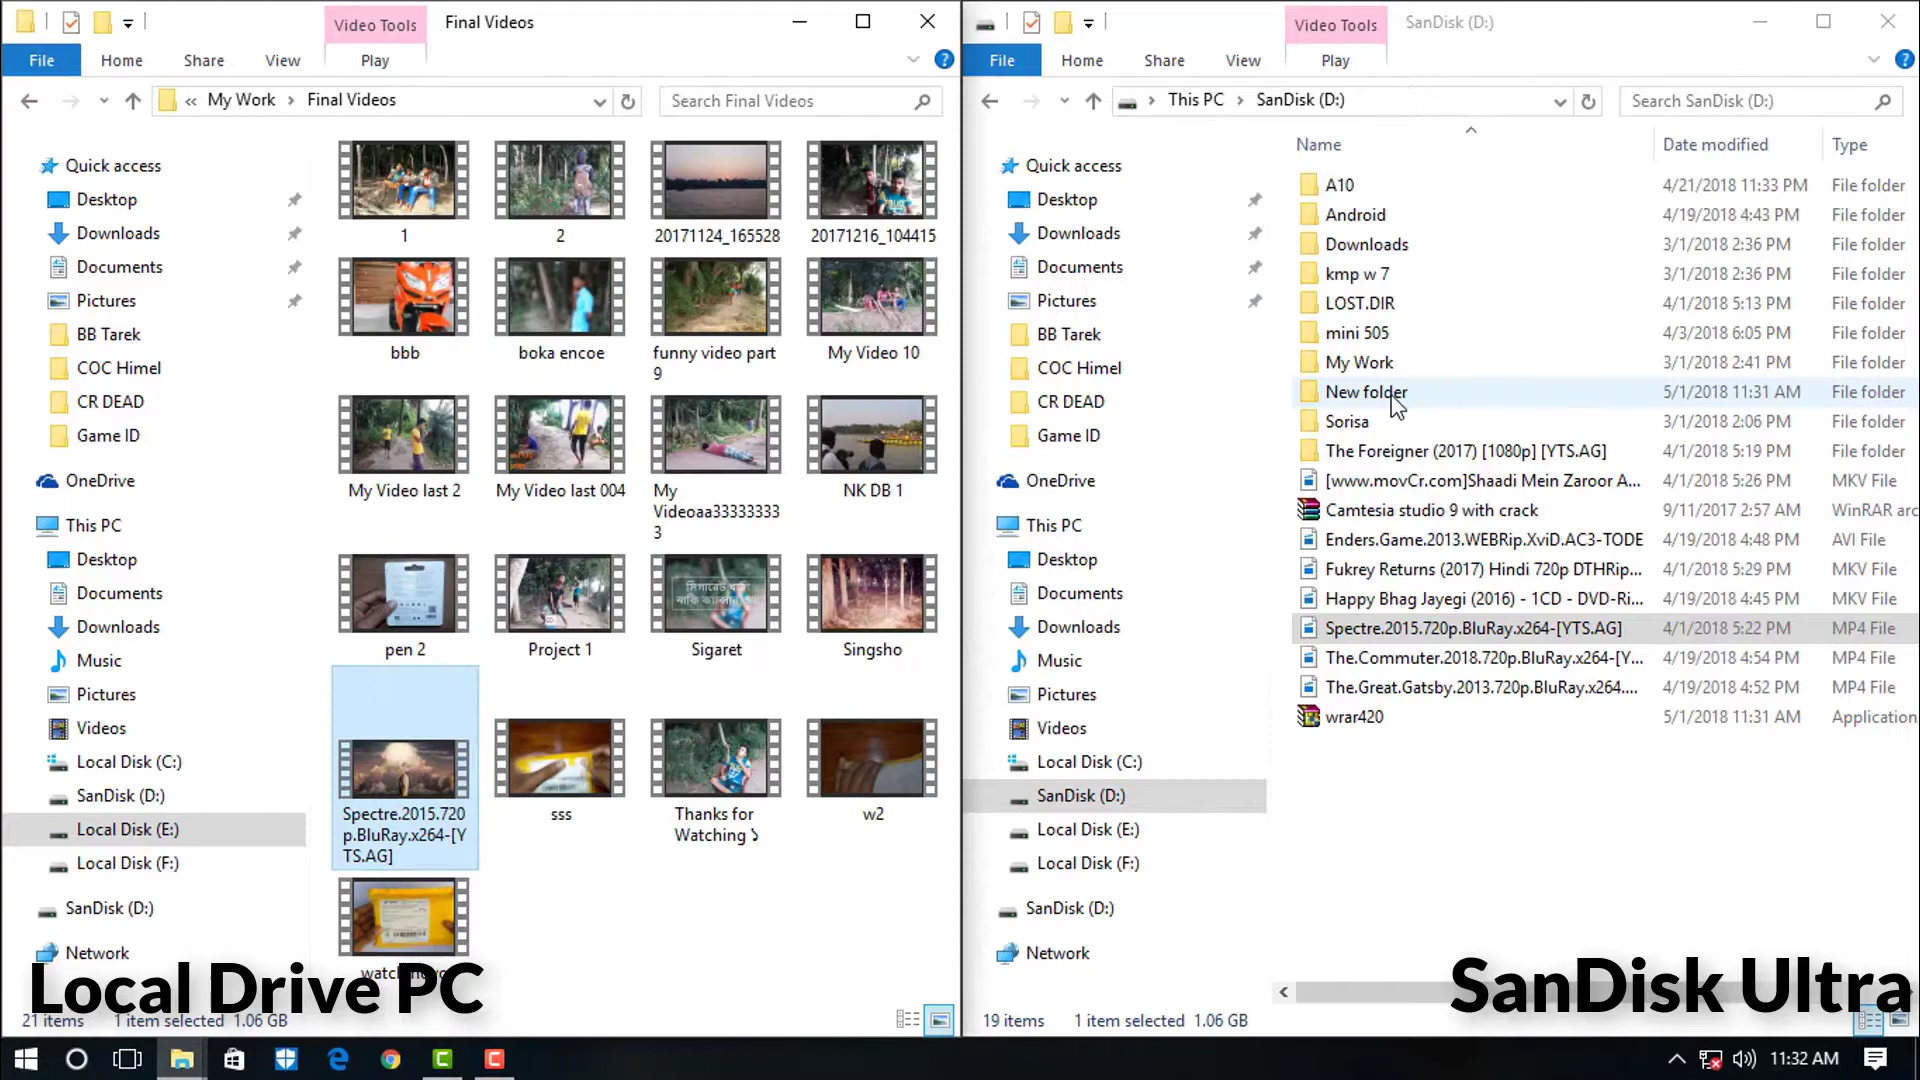 Video Tools
Final Videos
File
Home
Share
View
Play
« My Work › Final Videos
Search Final Videos
Quick access
Desktop
Downloads
Documents
Pictures
BB Tarek
COC Himel
CR DEAD
Game ID
OneDrive
This PC
Desktop
Documents
Downloads
Music
Pictures
Videos
Local Disk (C:)
SanDisk (D:)
Local Disk (E:)
Local Disk (F:)
SanDisk (D:)
Network
1
2
20171124_165528
20171216_104415
bbb
boka encoe
funny video part
9
My Video 10
My Video last 2
My Video last 004
My
Videoaa33333333
3
NK DB 1
pen 2
Project 1
সিগারেট
Sigaret
Singsho
Spectre.2015.720
p.BluRay.x264-[Y
TS.AG]
sss
Thanks for
Watching
w2
21 items
1 item selected 1.06 GB
Local Drive PC
Video Tools
SanDisk (D:)
File
Home
Share
View
Play
› This PC › SanDisk (D:)
Search SanDisk (D:)
Quick access
Desktop
Downloads
Documents
Pictures
BB Tarek
COC Himel
CR DEAD
Game ID
OneDrive
This PC
Desktop
Documents
Downloads
Music
Pictures
Videos
Local Disk (C:)
SanDisk (D:)
Local Disk (E:)
Local Disk (F:)
SanDisk (D:)
Network
Name Date modified Type
A10 4/21/2018 11:33 PM File folder
Android 4/19/2018 4:43 PM File folder
Downloads 3/1/2018 2:36 PM File folder
kmp w 7 3/1/2018 2:36 PM File folder
LOST.DIR 4/1/2018 5:13 PM File folder
mini 505 4/3/2018 6:05 PM File folder
My Work 3/1/2018 2:41 PM File folder
New folder 5/1/2018 11:31 AM File folder
Sorisa 3/1/2018 2:06 PM File folder
The Foreigner (2017) [1080p] [YTS.AG] 4/1/2018 5:19 PM File folder
[www.movCr.com]Shaadi Mein Zaroor A... 4/1/2018 5:26 PM MKV File
Camtesia studio 9 with crack 9/11/2017 2:57 AM WinRAR arc
Enders.Game.2013.WEBRip.XviD.AC3-TODE 4/19/2018 4:48 PM AVI File
Fukrey Returns (2017) Hindi 720p DTHRip... 4/1/2018 5:29 PM MKV File
Happy Bhag Jayegi (2016) - 1CD - DVD-Ri... 4/19/2018 4:45 PM MKV File
Spectre.2015.720p.BluRay.x264-[YTS.AG] 4/1/2018 5:22 PM MP4 File
The.Commuter.2018.720p.BluRay.x264-[Y... 4/19/2018 4:54 PM MP4 File
The.Great.Gatsby.2013.720p.BluRay.x264.... 4/19/2018 4:52 PM MP4 File
wrar420 5/1/2018 11:31 AM Application
19 items
1 item selected 1.06 GB
SanDisk Ultra
11:32 AM